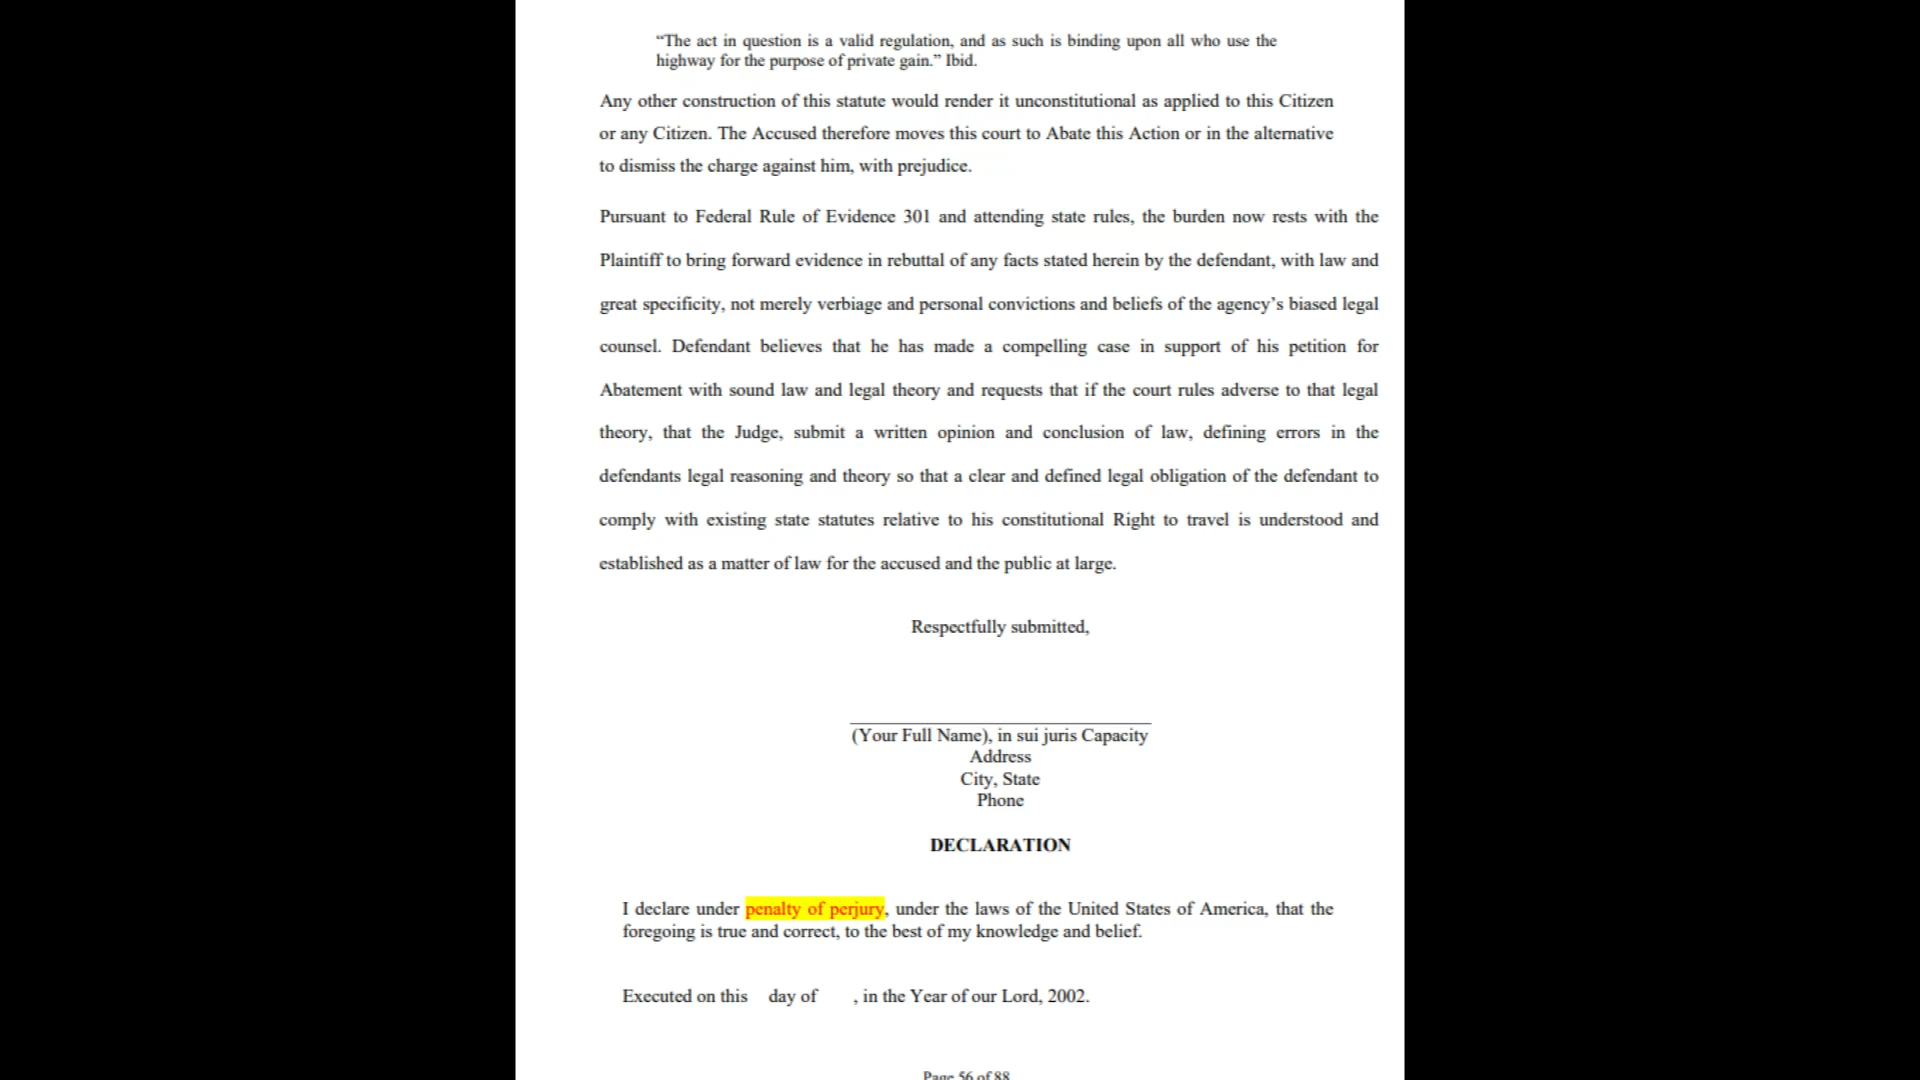 “The act in question is a valid regulation, and as such is binding upon all who use the
highway for the purpose of private gain.” Ibid.
Any other construction of this statute would render it unconstitutional as applied to this Citizen
or any Citizen. The Accused therefore moves this court to Abate this Action or in the alternative
to dismiss the charge against him, with prejudice.
Pursuant to Federal Rule of Evidence 301 and attending state rules, the burden now rests with the
Plaintiff to bring forward evidence in rebuttal of any facts stated herein by the defendant, with law and
great specificity, not merely verbiage and personal convictions and beliefs of the agency’s biased legal
counsel. Defendant believes that he has made a compelling case in support of his petition for
Abatement with sound law and legal theory and requests that if the court rules adverse to that legal
theory, that the Judge, submit a written opinion and conclusion of law, defining errors in the
defendants legal reasoning and theory so that a clear and defined legal obligation of the defendant to
comply with existing state statutes relative to his constitutional Right to travel is understood and
established as a matter of law for the accused and the public at large.
Respectfully submitted,
(Your Full Name), in sui juris Capacity
Address
City, State
Phone
DECLARATION
I declare under penalty of perjury, under the laws of the United States of America, that the
foregoing is true and correct, to the best of my knowledge and belief.
Executed on this day of , in the Year of our Lord, 2002.
Page 56 of 88